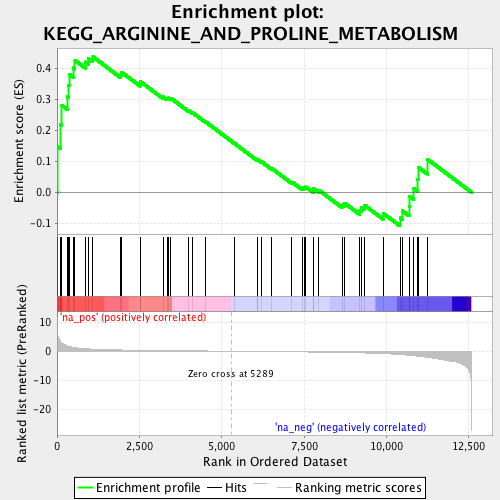 Enrichment plot:
KEGG_ARGININE_AND_PROLINE_METABOLISM
Enrichment score (ES)
0.4
0.3
0.2
0.1
0.0
-0.1
'na_pos' (positively correlated)
Ranked list metric (PreRanked)
10
5
0
-5
-10
-15
-20
Zero cross at 5289
'na_neg' (negatively correlated)
0
2,500
5,000
7,500
10,000
12,500
Rank in Ordered Dataset
Enrichment profile
Hits
Ranking metric scores